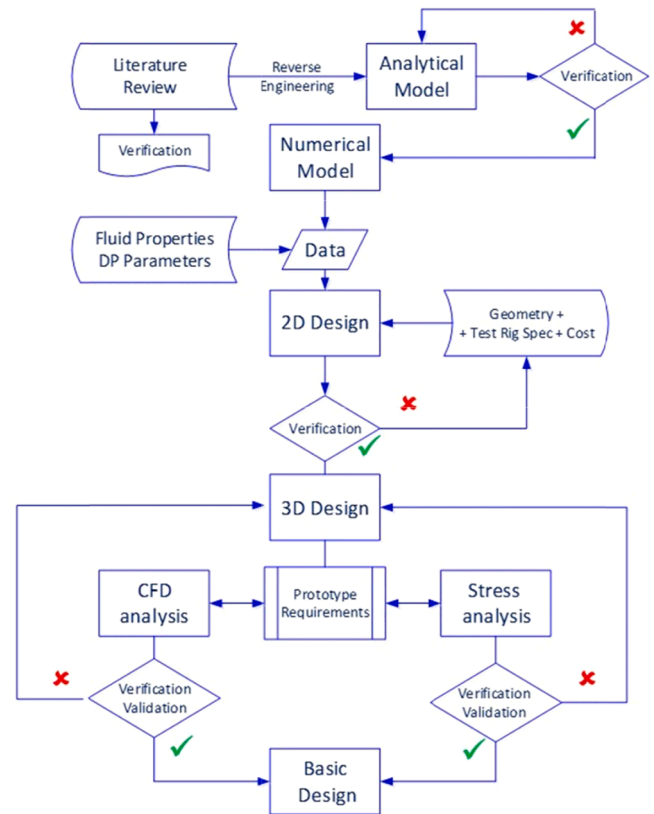 Literature
Review
Reverse
Engineering
Analytical
Model
Verification
Verification
Numerical
Model
Fluid Properties
DP Parameters
Data
2D Design
Geometry +
+ Test Rig Spec + Cost
Verification
3D Design
CFD
analysis
Prototype
Requirements
Stress
analysis
Verification
Validation
Verification
Validation
Basic
Design